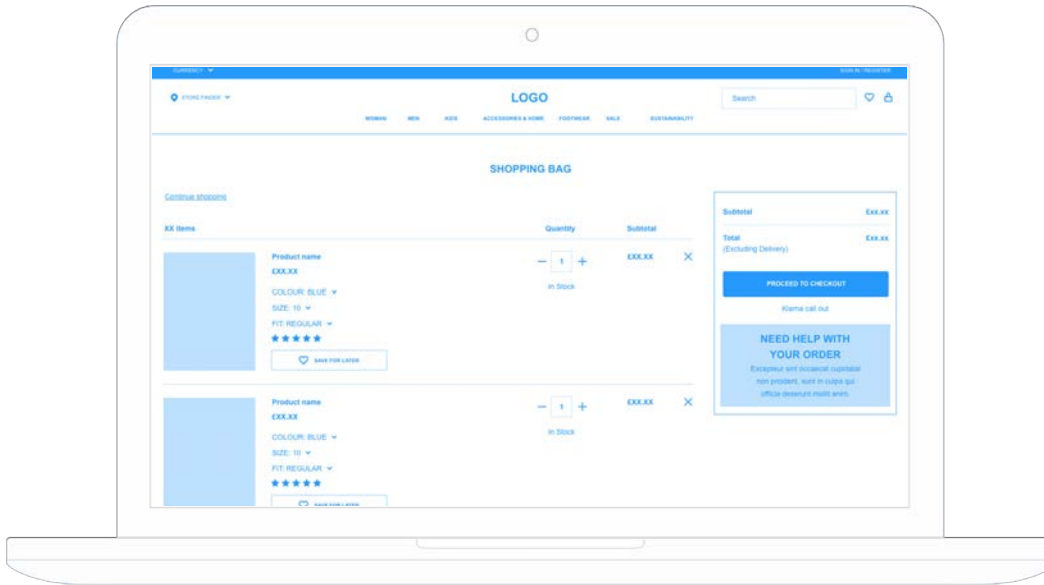 CURRENCY
SIGN IN / REGISTER
STORE FINDER
LOGO
Search
WOMAN MEN KIDS ACCESSORIES & HOME FOOTWEAR SALE SUSTAINABILITY
SHOPPING BAG
Continue shopping
XX items Quantity Subtotal
Product name
£XX.XX
COLOUR: BLUE
SIZE: 10
FIT: REGULAR
SAVE FOR LATER
1
In Stock
£XX.XX
Product name
£XX.XX
COLOUR: BLUE
SIZE: 10
FIT: REGULAR
SAVE FOR LATER
1
In Stock
£XX.XX
Subtotal £xx.xx
Total £xx.xx
(Excluding Delivery)
PROCEED TO CHECKOUT
Klarna call out
NEED HELP WITH
YOUR ORDER
Excepteur sint occaecat cupidatat
non proident, sunt in culpa qui
officia deserunt mollit anim.